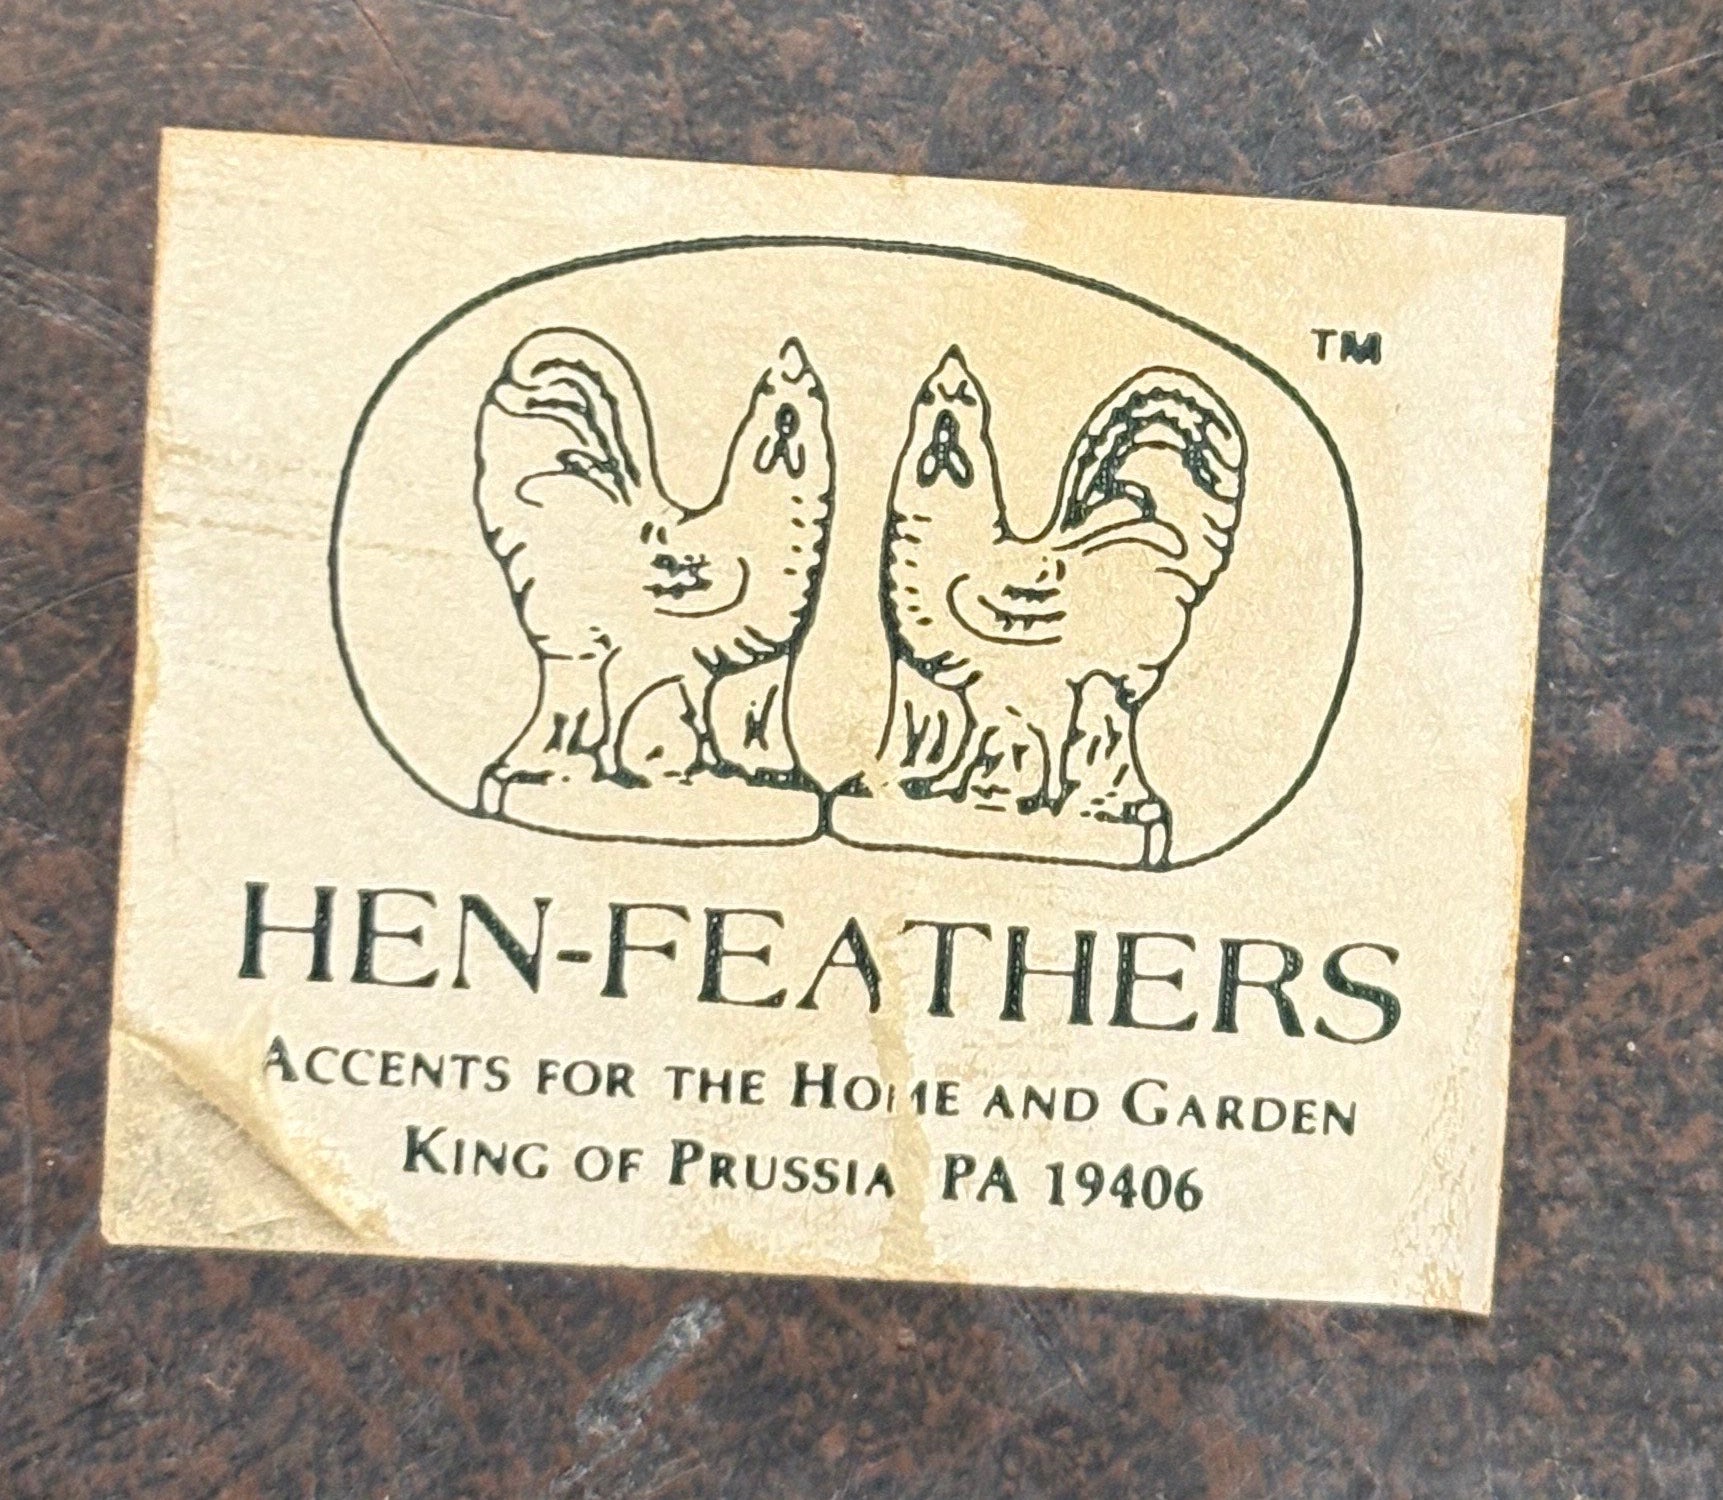 TM
HEN-FEATHERS
ACCENTS FOR THE HOME AND GARDEN
KING OF PRUSSIA PA 19406